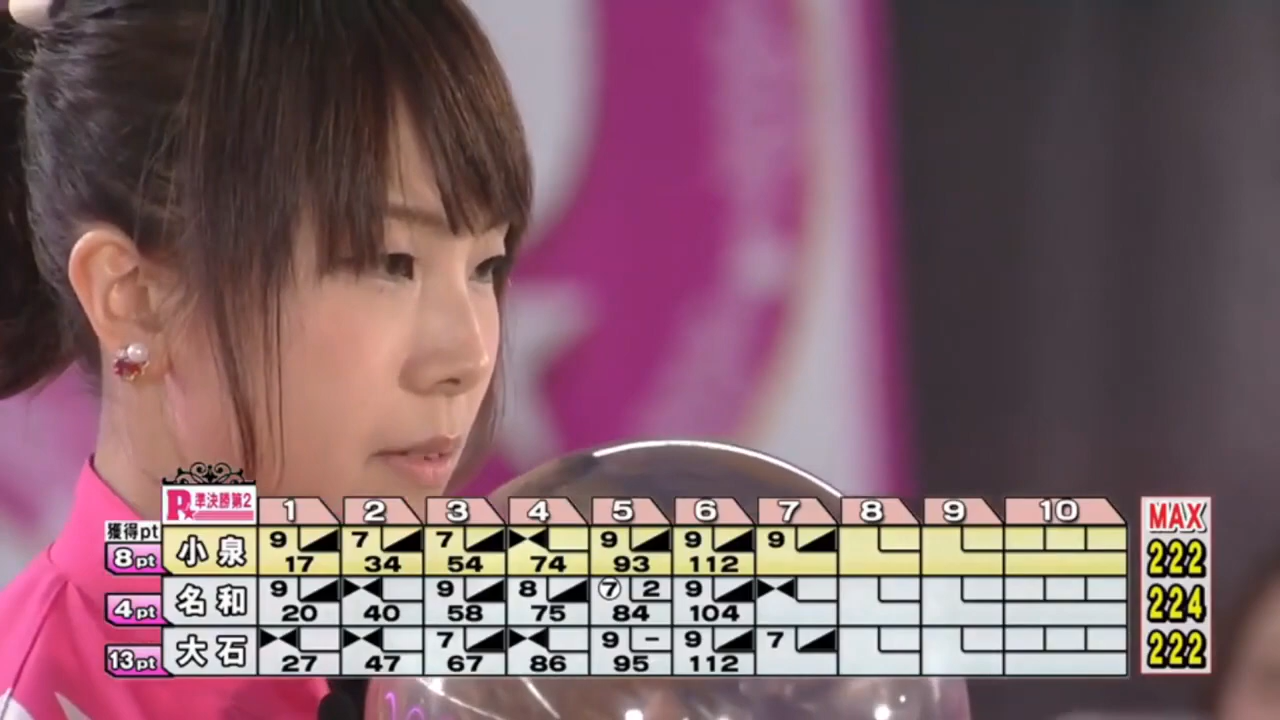 R 準決勝第2 1 2 3 4 5 6 7 8 9 10 MAX
獲得pt
8pt 小泉 9 7 7 9 9 9 222
17 34 54 74 93 112
4pt 名和 9 9 8 7 2 9 224
20 40 58 75 84 104
13pt 大石 7 9 - 9 7 222
27 47 67 86 95 112